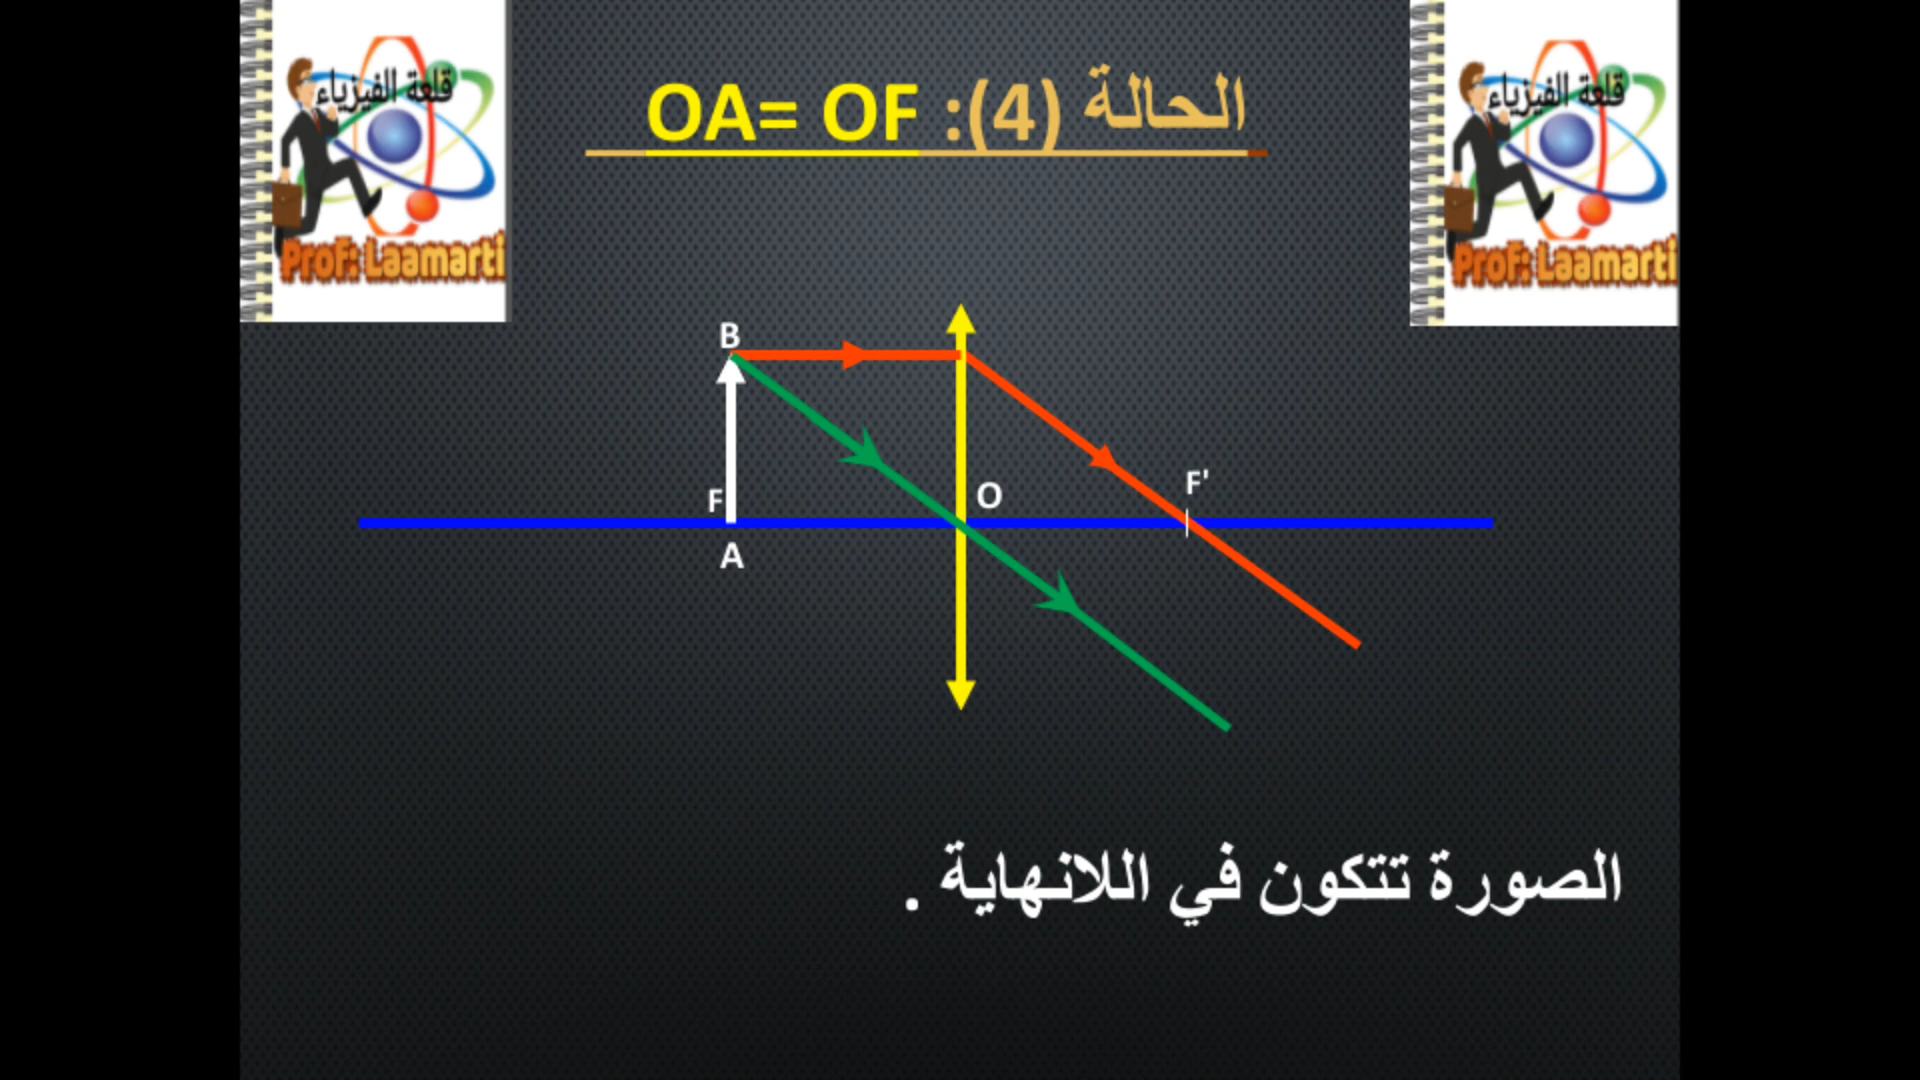 قلعة الفيزياء
Prof: Laamarti
قلعة الفيزياء
Prof: Laamarti
الحالة (4): OA= OF
B
F
O
F'
A
الصورة تتكون في اللانهاية .